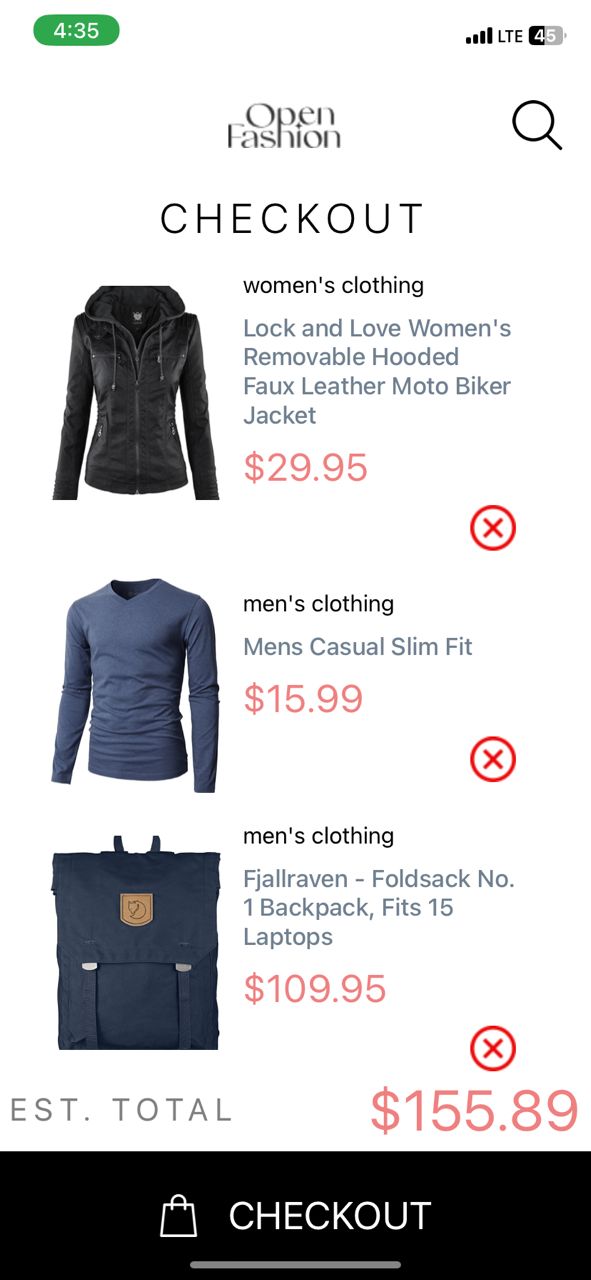 4:35
LTE 45
Open
Fashion
CHECKOUT
women's clothing
Lock and Love Women's
Removable Hooded
Faux Leather Moto Biker
Jacket
$29.95
men's clothing
Mens Casual Slim Fit
$15.99
men's clothing
Fjallraven - Foldsack No.
1 Backpack, Fits 15
Laptops
$109.95
EST. TOTAL
$155.89
CHECKOUT